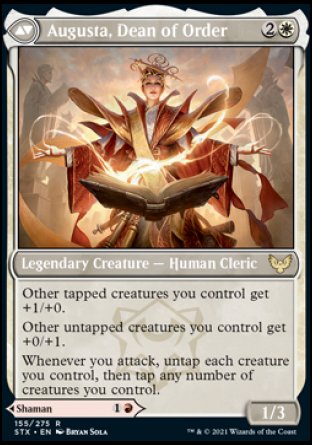 Augusta, Dean of Order 2
Legendary Creature — Human Cleric
Other tapped creatures you control get
+1/+0.
Other untapped creatures you control get
+0/+1.
Whenever you attack, untap each creature
you control, then tap any number of
creatures you control.
Shaman 1
1/3
155/275 R
STX • EN BRYAN SOLA
™ & © 2021 Wizards of the Coast